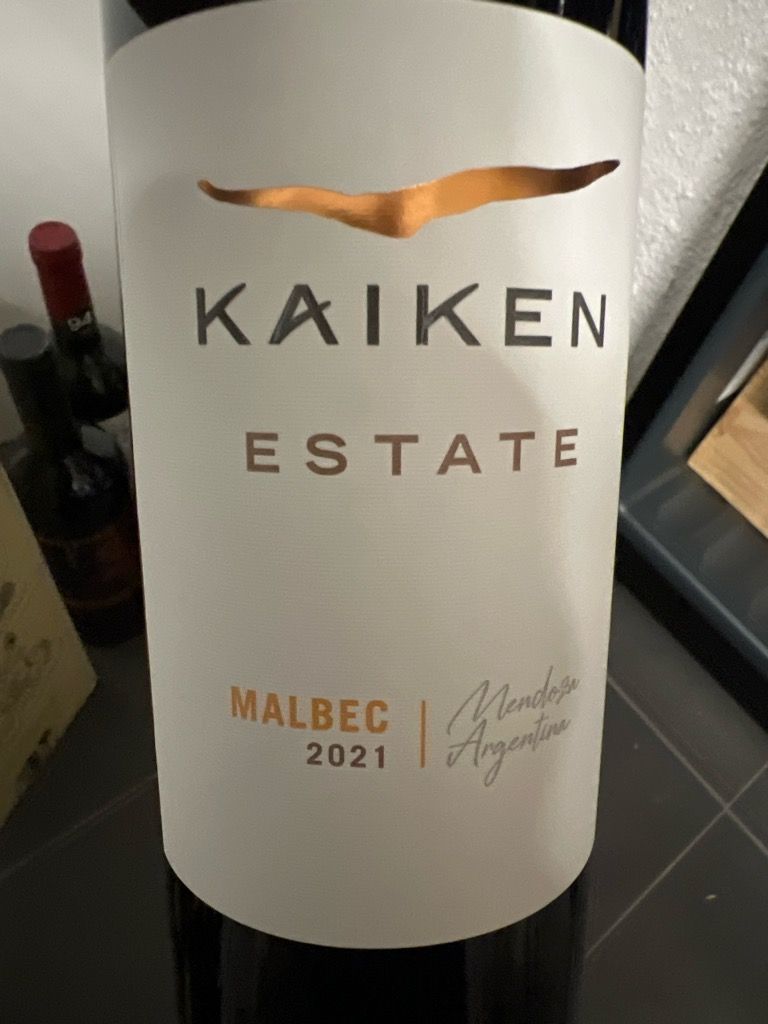 KAIKEN
ESTATE
MALBEC
2021
Mendoza
Argentina